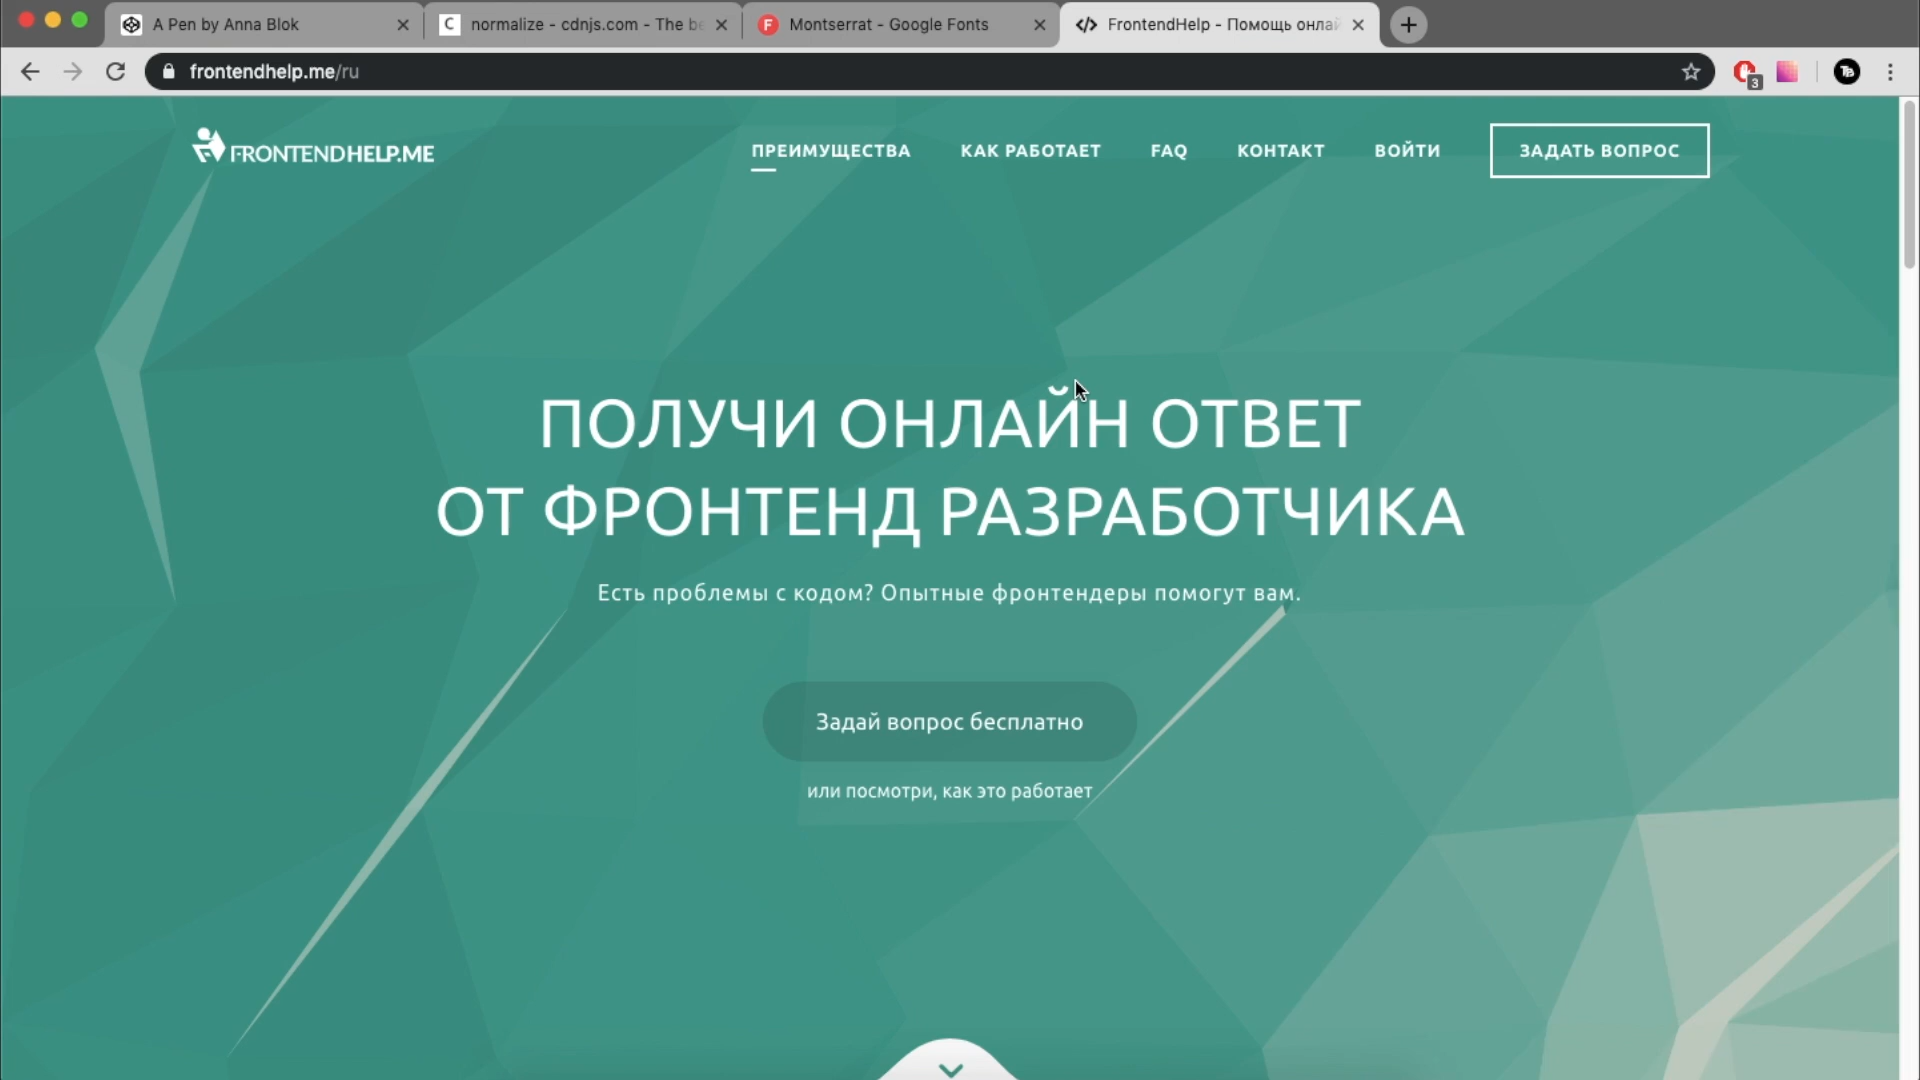 A Pen by Anna Blok
normalize - cdnjs.com - The be
Montserrat - Google Fonts
FrontendHelp - Помощь онлай
frontendhelp.me/ru
3
FRONTENDHELP.ME
ПРЕИМУЩЕСТВА
КАК РАБОТАЕТ
FAQ
КОНТАКТ
ВОЙТИ
ЗАДАТЬ ВОПРОС
ПОЛУЧИ ОНЛАЙН ОТВЕТ
ОТ ФРОНТЕНД РАЗРАБОТЧИКА
Есть проблемы с кодом? Опытные фронтендеры помогут вам.
Задай вопрос бесплатно
или посмотри, как это работает